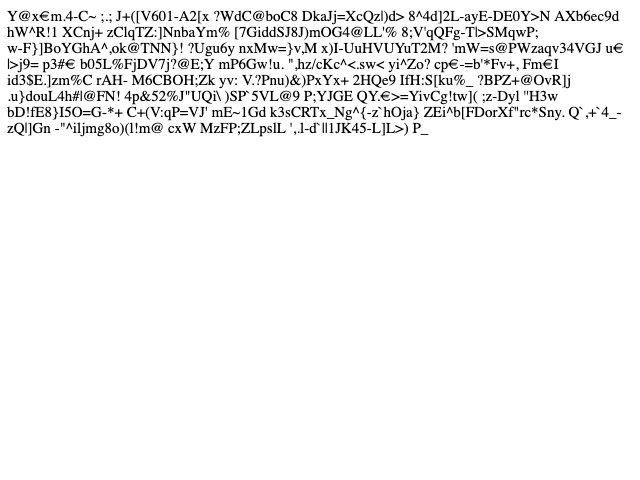 Y@x€m.4-C~ ;.; J+([V601-A2[x ?WdC@boC8 DkaJj=XcQz|)d> 8^4d]2L-ayE-DE0Y>N AXb6ec9d
hW^R!1 XCnj+ zClqTZ:]NnbaYm% [7GiddSJ8J)mOG4@LL'% 8;V'qQFg-T|>SMqwP;
w-F}]BoYGhA^,ok@TNN}! ?Ugu6y nxMw=}v,M x)I-UuHVUYuT2M? 'mW=s@PWzaqv34VGJ u€
|>j9= p3#€ b05L%FjDV7j?@E;Y mP6Gw!u. ",hz/cKc^<.sw< yi^Zo? cp€-=b'*Fv+, Fm€I
id3$E.]zm%C rAH- M6CBOH;Zk yv: V.?Pnu)&)PxYx+ 2HQe9 IfH:S[ku%_ ?BPZ+@OvR]j
.u}douL4h#|@FN! 4p&52%J"UQi\ )SP`5VL@9 P;YJGE QY.€>=YivCg!tw]( ;z-Dyl "H3w
bD!fE8}I5O=G-*+ C+(V:qP=VJ' mE~1Gd k3sCRTx_Ng^{-z`hOja} ZEi^b[FDorXf"rc*Sny. Q`,+`4_-
zQ|]Gn -"^iIjmg8o)(l!m@ cxW MzFP;ZLpslL ',.l-d`||1JK45-L]L>) P_